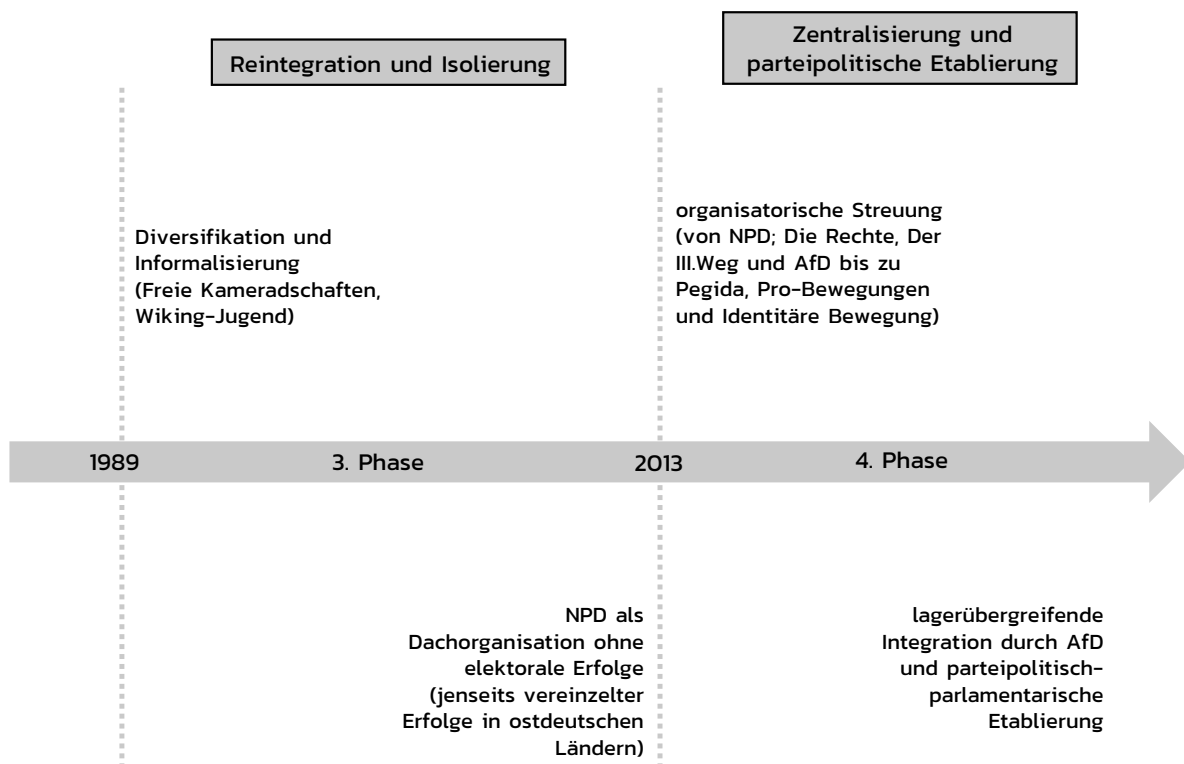 Reintegration und Isolierung
Zentralisierung und
parteipolitische Etablierung
Diversifikation und
Informalisierung
(Freie Kameradschaften,
Wiking-Jugend)
organisatorische Streuung
(von NPD; Die Rechte, Der
III.Weg und AfD bis zu
Pegida, Pro-Bewegungen
und Identitäre Bewegung)
1989
3. Phase
2013
4. Phase
NPD als
Dachorganisation ohne
elektorale Erfolge
(jenseits vereinzelter
Erfolge in ostdeutschen
Ländern)
lagerübergreifende
Integration durch AfD
und parteipolitisch-
parlamentarische
Etablierung